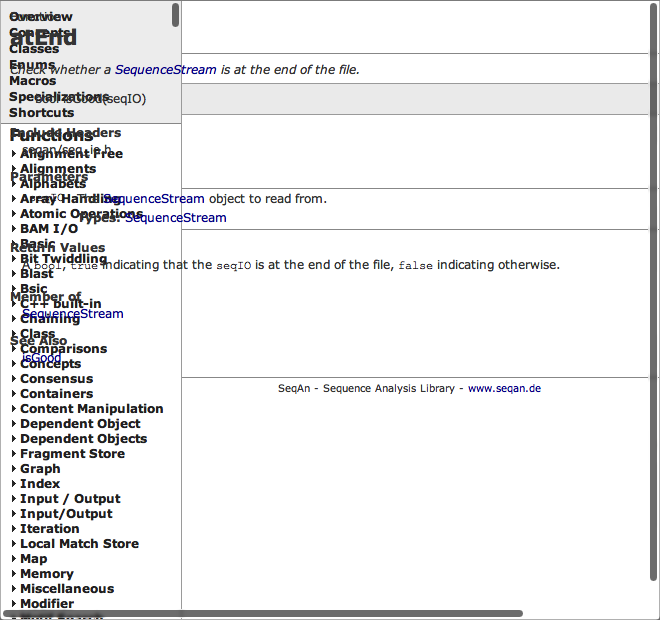 Overview
Contents
Classes
Enums
Macros
Specializations
Shortcuts
Functions
Alignment Free
Alignments
Alphabets
Array Handling
Atomic Operations
BAM I/O
Basic
Bit Twiddling
Blast
Bsic
C++ built-in
Chaining
Class
Comparisons
Concepts
Consensus
Containers
Content Manipulation
Dependent Object
Dependent Objects
Fragment Store
Graph
Index
Input / Output
Input/Output
Iteration
Local Match Store
Map
Memory
Miscellaneous
Modifier
atEnd
Check whether a SequenceStream is at the end of the file.
bool isGood(seqIO)
Include Headers
seqan/seq_io.h
Parameters
The SequenceStream object to read from.
Types: SequenceStream
Return Values
A bool, true indicating that the seqIO is at the end of the file, false indicating otherwise.
Member of
SequenceStream
See Also
isGood
SeqAn - Sequence Analysis Library - www.seqan.de